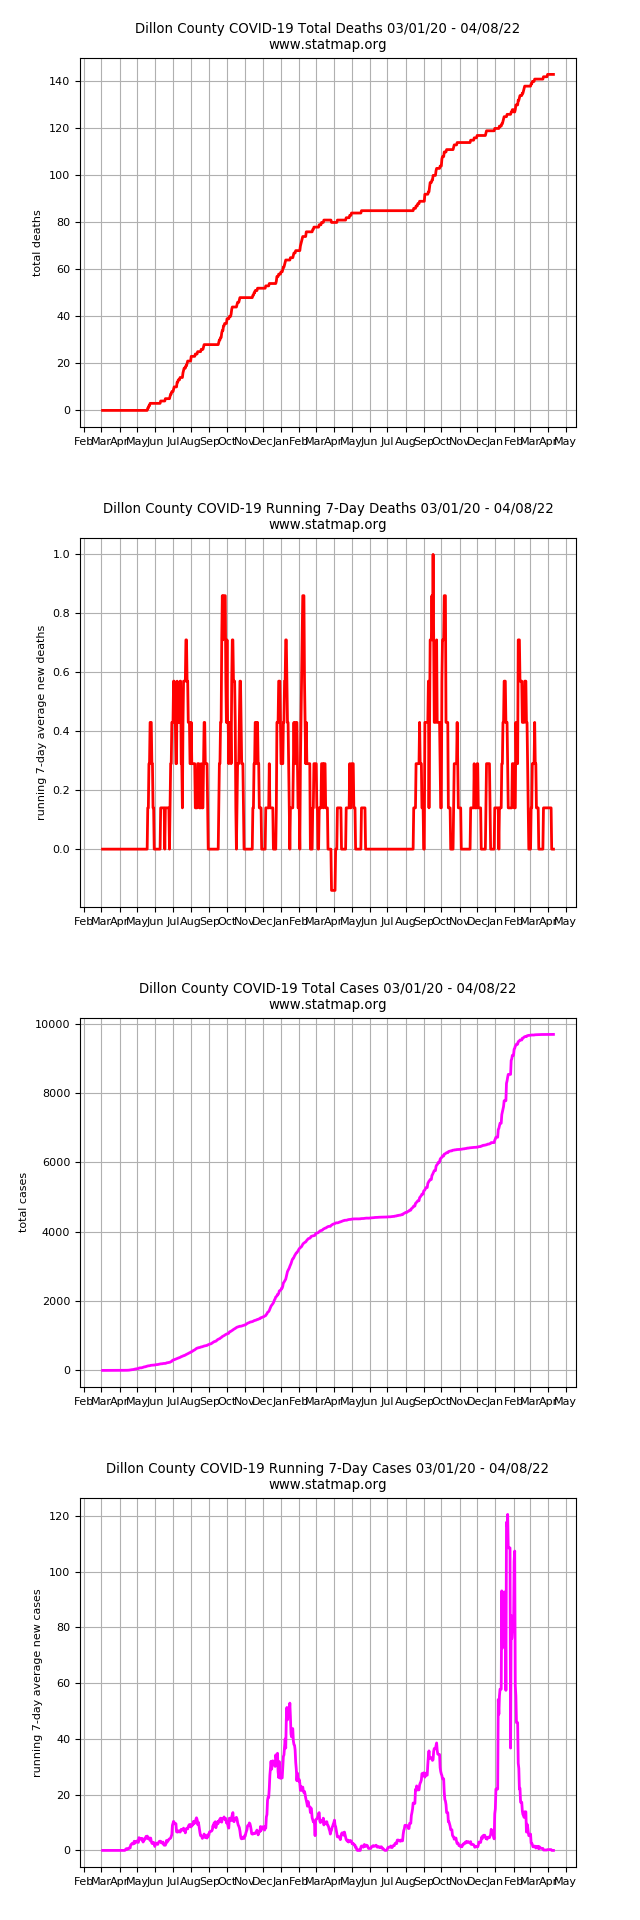 Dillon County COVID-19 Total Deaths 03/01/20 - 04/08/22
www.statmap.org
140
120
100
80
60
40
20
0
total deaths
Feb Mar Apr May Jun Jul Aug Sep Oct Nov Dec Jan Feb Mar Apr May Jun Jul Aug Sep Oct Nov Dec Jan Feb Mar Apr May
Dillon County COVID-19 Running 7-Day Deaths 03/01/20 - 04/08/22
www.statmap.org
1.0
0.8
0.6
0.4
0.2
0.0
running 7-day average new deaths
Feb Mar Apr May Jun Jul Aug Sep Oct Nov Dec Jan Feb Mar Apr May Jun Jul Aug Sep Oct Nov Dec Jan Feb Mar Apr May
Dillon County COVID-19 Total Cases 03/01/20 - 04/08/22
www.statmap.org
10000
8000
6000
4000
2000
0
total cases
Feb Mar Apr May Jun Jul Aug Sep Oct Nov Dec Jan Feb Mar Apr May Jun Jul Aug Sep Oct Nov Dec Jan Feb Mar Apr May
Dillon County COVID-19 Running 7-Day Cases 03/01/20 - 04/08/22
www.statmap.org
120
100
80
60
40
20
0
running 7-day average new cases
Feb Mar Apr May Jun Jul Aug Sep Oct Nov Dec Jan Feb Mar Apr May Jun Jul Aug Sep Oct Nov Dec Jan Feb Mar Apr May